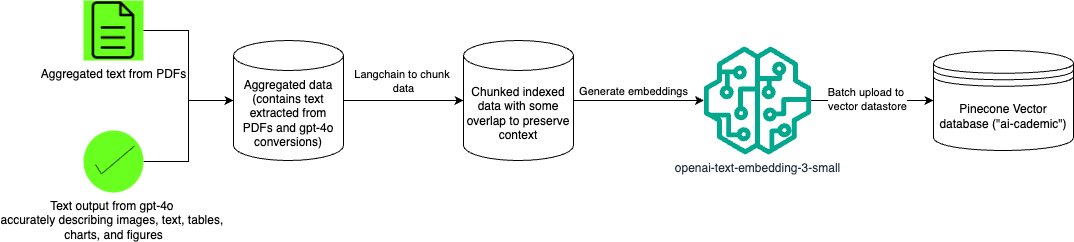 Aggregated text from PDFs
Text output from gpt-4o
accurately describing images, text, tables,
charts, and figures
Aggregated data
(contains text
extracted from
PDFs and gpt-4o
conversions)
Langchain to chunk
data
Chunked indexed
data with some
overlap to preserve
context
Generate embeddings
openai-text-embedding-3-small
Batch upload to
vector datastore
Pinecone Vector
database ("ai-cademic")